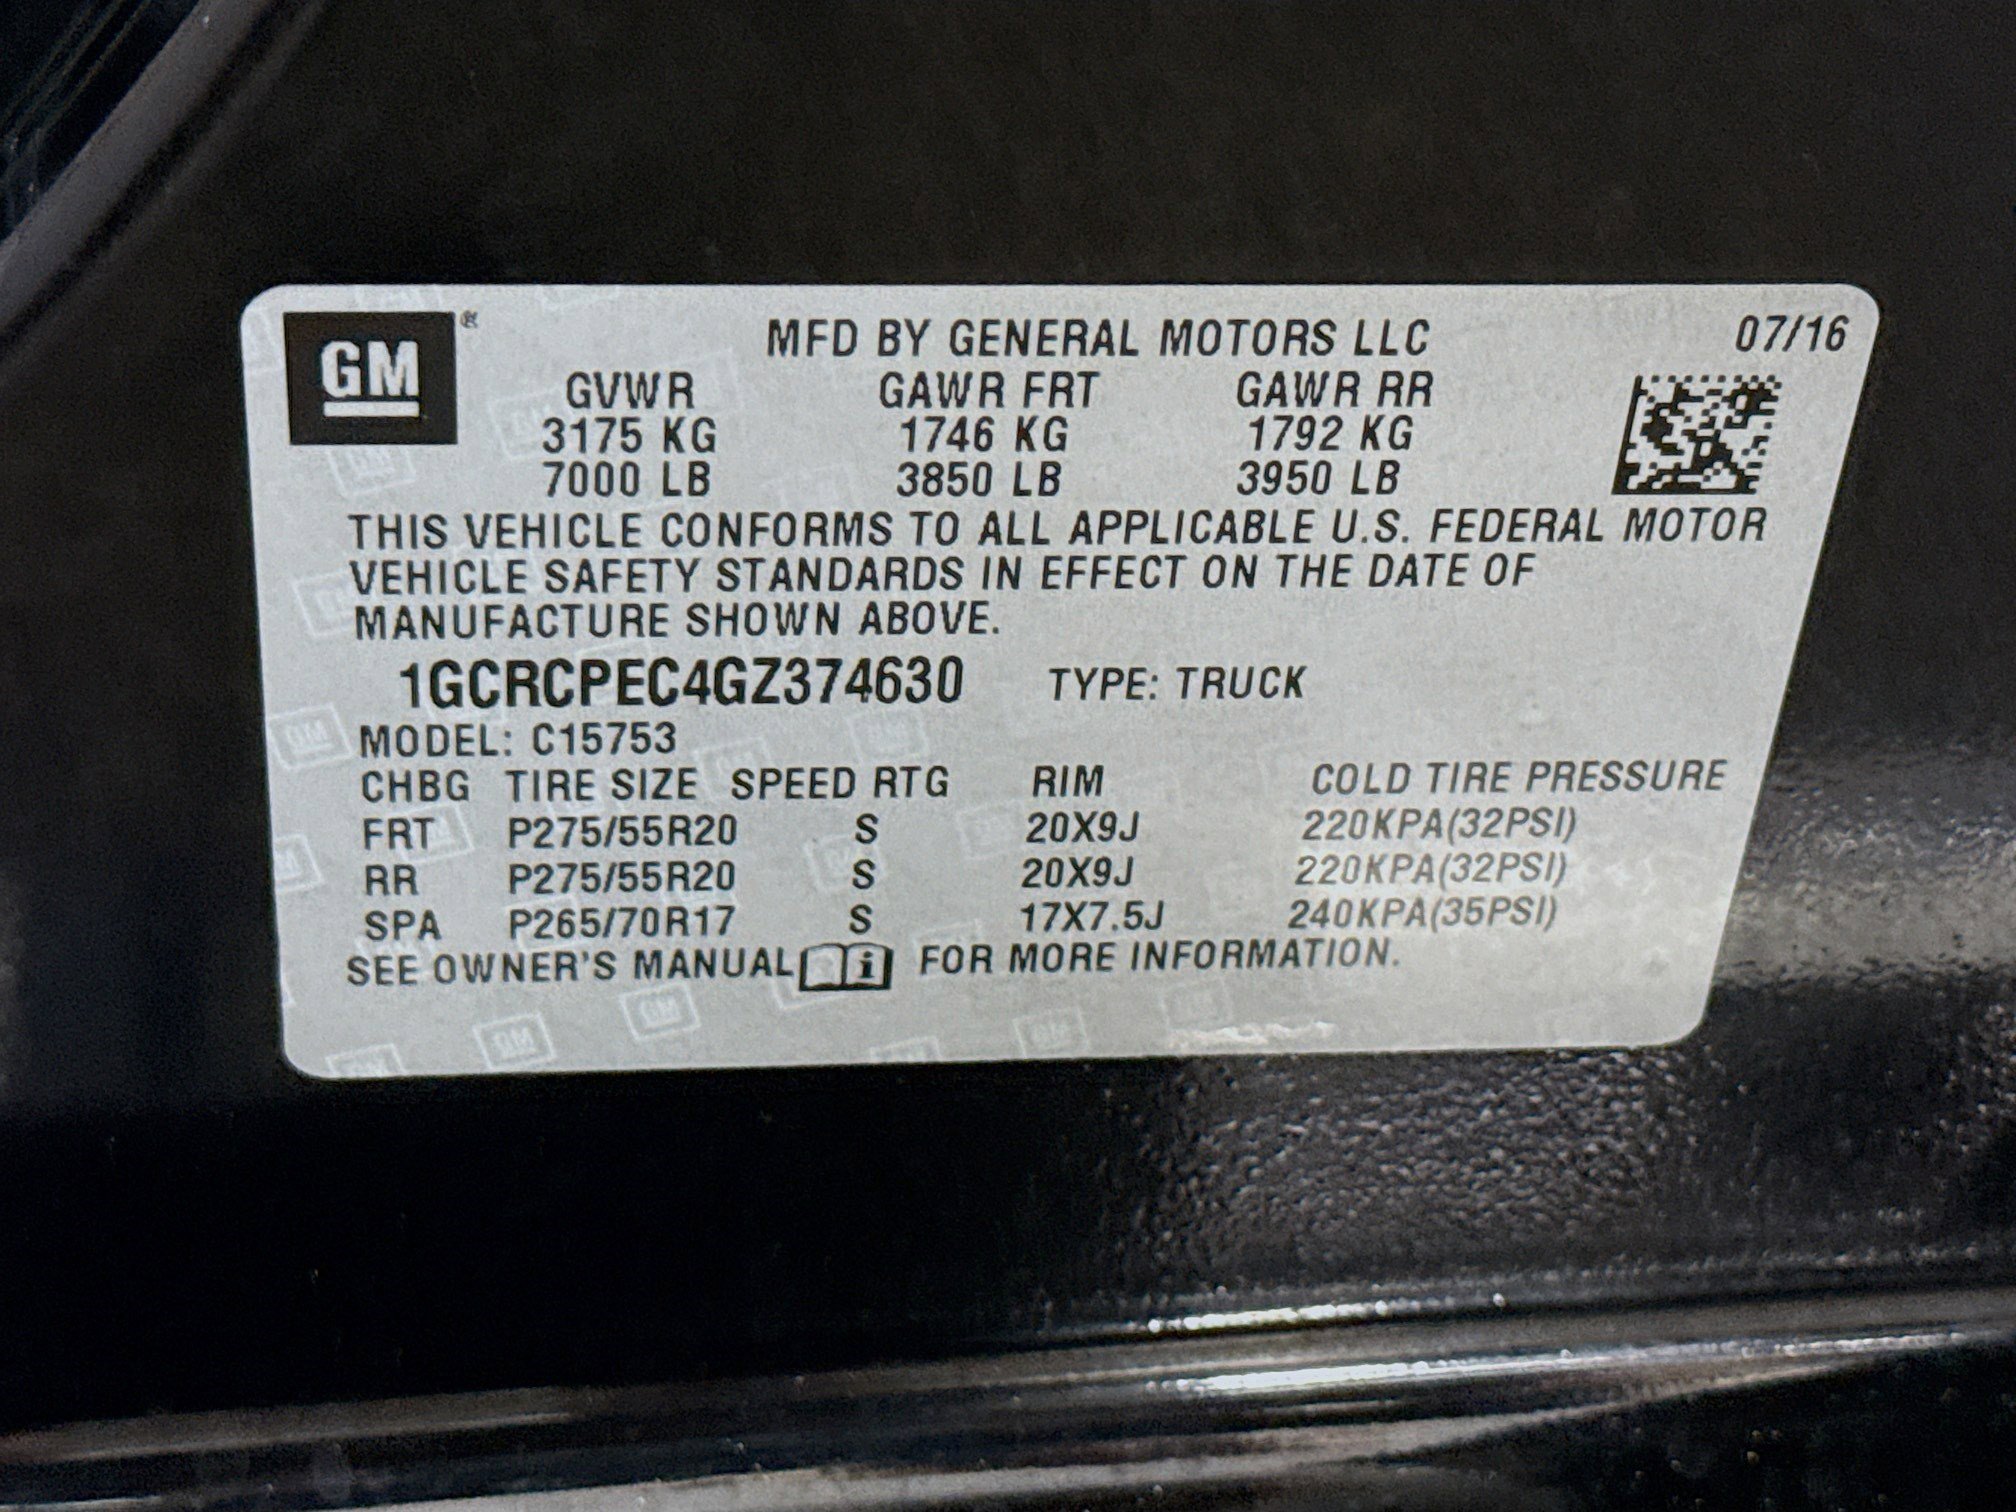 GM ®
MFD BY GENERAL MOTORS LLC 07/16
GVWR GAWR FRT GAWR RR
3175 KG 1746 KG 1792 KG
7000 LB 3850 LB 3950 LB
THIS VEHICLE CONFORMS TO ALL APPLICABLE U.S. FEDERAL MOTOR
VEHICLE SAFETY STANDARDS IN EFFECT ON THE DATE OF
MANUFACTURE SHOWN ABOVE.
1GCRCPEC4GZ374630 TYPE: TRUCK
MODEL: C15753
CHBG TIRE SIZE SPEED RTG RIM COLD TIRE PRESSURE
FRT P275/55R20 S 20X9J 220KPA(32PSI)
RR P275/55R20 S 20X9J 220KPA(32PSI)
SPA P265/70R17 S 17X7.5J 240KPA(35PSI)
SEE OWNER'S MANUAL i FOR MORE INFORMATION.